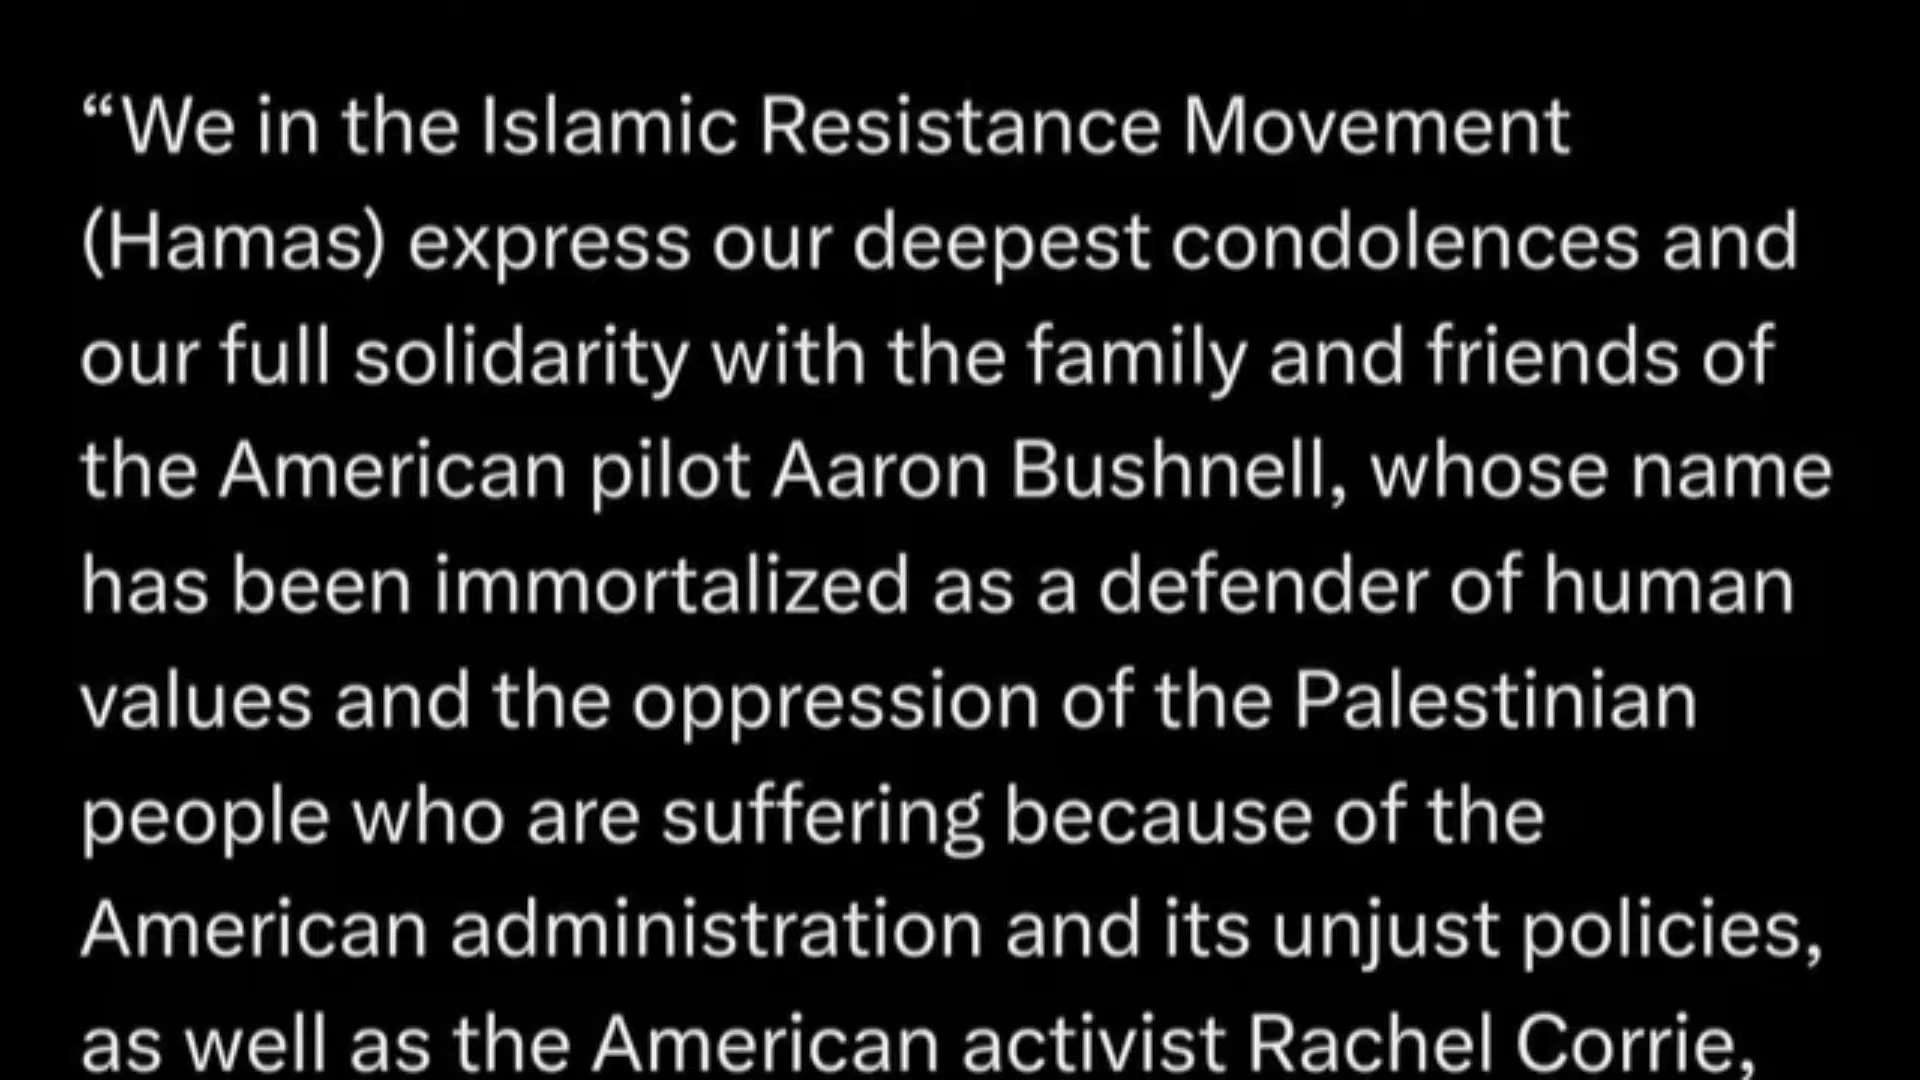 “We in the Islamic Resistance Movement
(Hamas) express our deepest condolences and
our full solidarity with the family and friends of
the American pilot Aaron Bushnell, whose name
has been immortalized as a defender of human
values and the oppression of the Palestinian
people who are suffering because of the
American administration and its unjust policies,
as well as the American activist Rachel Corrie,